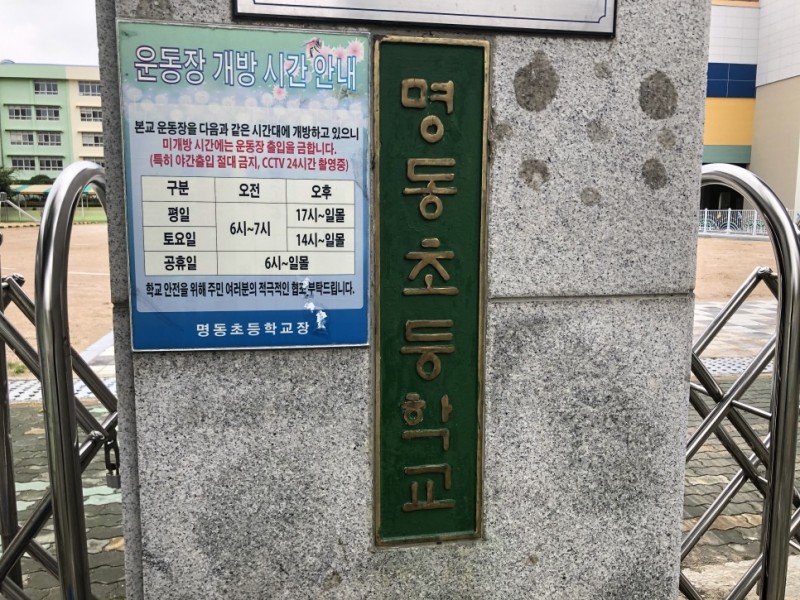 운동장 개방 시간 안내
본교 운동장을 다음과 같은 시간대에 개방하고 있으니
미개방 시간에는 운동장 출입을 금합니다.
(특히 야간출입 절대 금지, CCTV 24시간 촬영중)
구분 오전 오후
평일 6시~7시 17시~일몰
토요일 14시~일몰
공휴일 6시~일몰
학교 안전을 위해 주민 여러분의 적극적인 협조 부탁드립니다.
명동초등학교장
명동초등학교